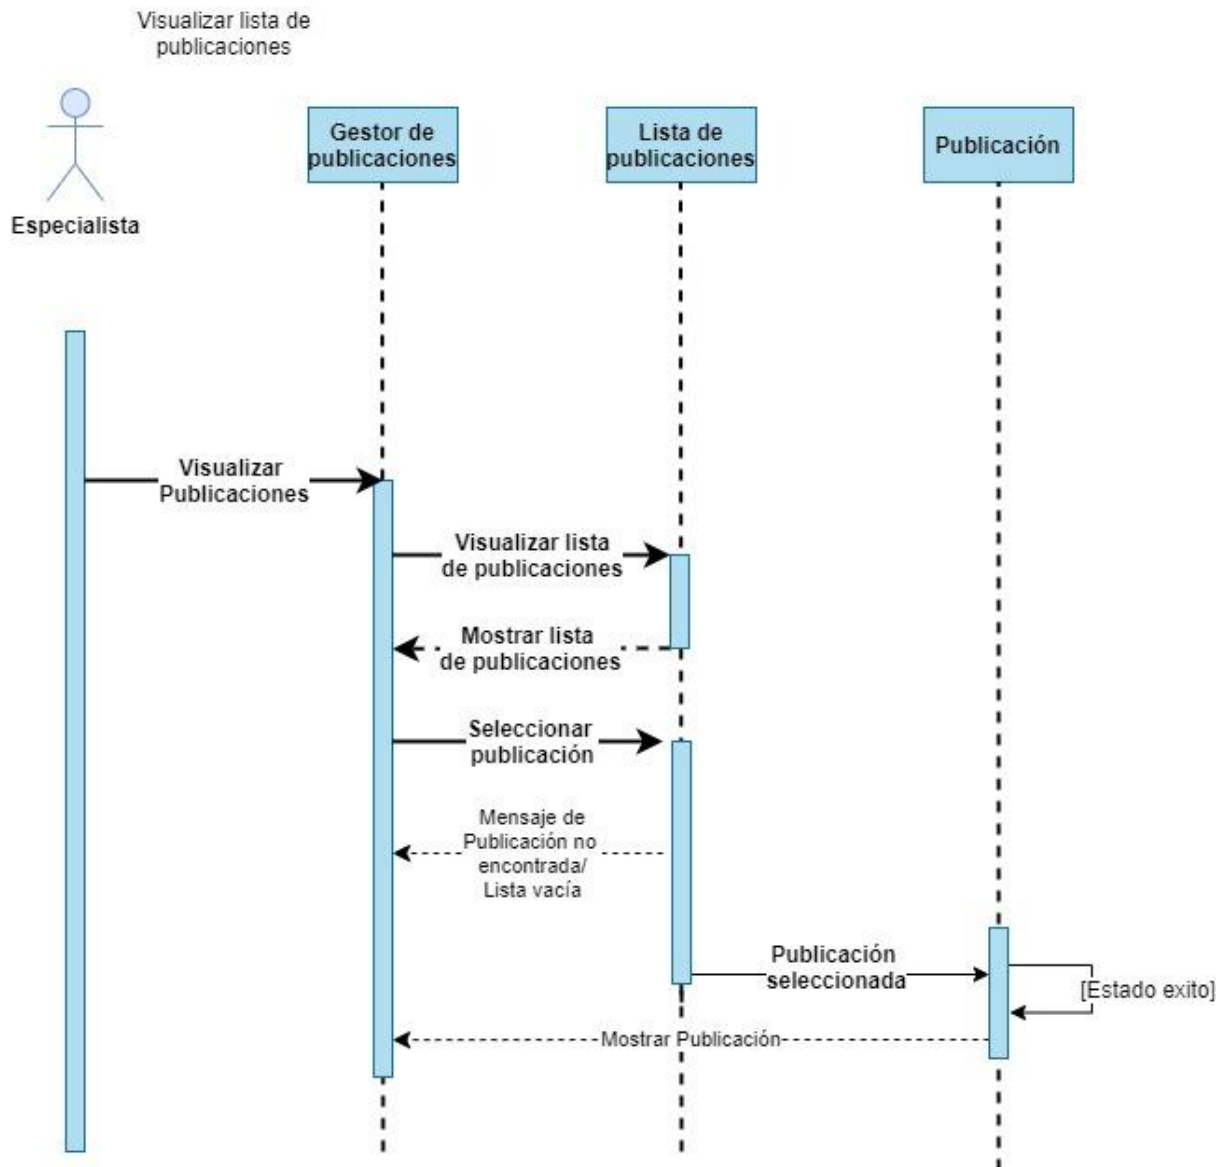 Visualizar lista de
publicaciones
Especialista
Gestor de
publicaciones
Lista de
publicaciones
Publicación
Visualizar
Publicaciones
Visualizar lista
de publicaciones
Mostrar lista
de publicaciones
Seleccionar
publicación
Mensaje de
Publicación no
encontrada/
Lista vacía
Publicación
seleccionada
[Estado exito]
Mostrar Publicación